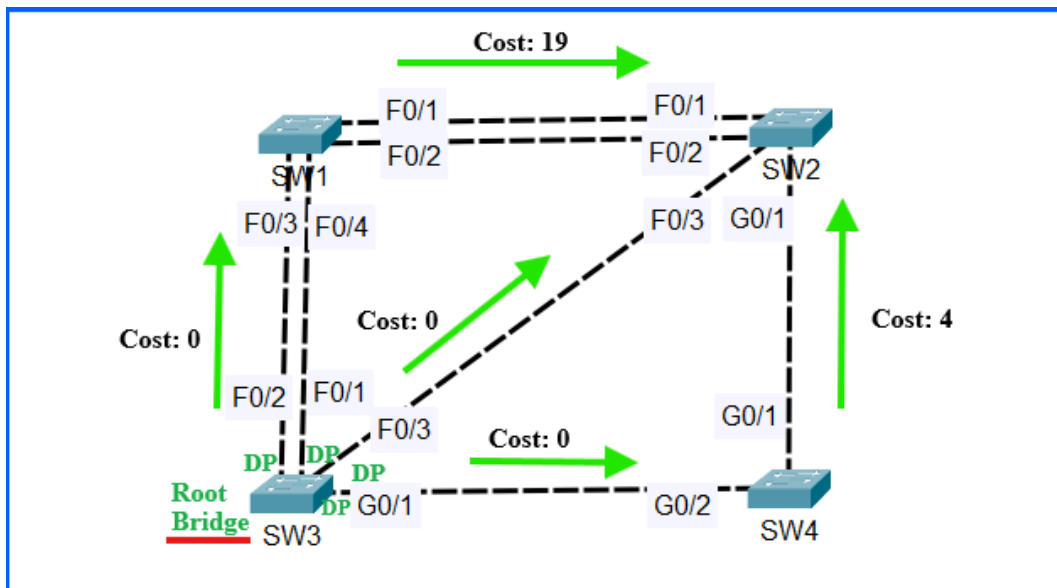 Cost: 19
F0/1
F0/1
F0/2
F0/2
SW1
SW2
F0/3
F0/4
F0/3
G0/1
Cost: 0
Cost: 0
Cost: 4
F0/2
F0/1
F0/3
G0/1
Cost: 0
DP
DP
DP
Root
Bridge
DP
G0/1
G0/2
SW3
SW4